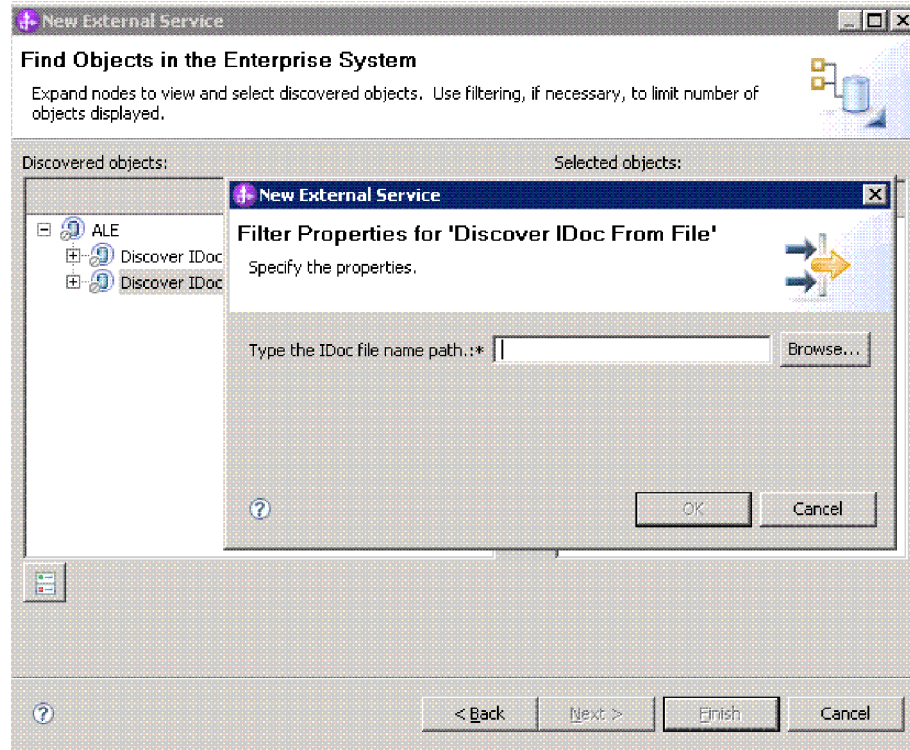 New External Service
Find Objects in the Enterprise System
Expand nodes to view and select discovered objects. Use filtering, if necessary, to limit number of
objects displayed.
Discovered objects:
Selected objects:
New External Service
ALE
Filter Properties for 'Discover IDoc From File'
Discover IDoc
Specify the properties.
Discover IDoc
Type the IDoc file name path.:*
Browse...
OK
Cancel
< Back
Next >
Finish
Cancel